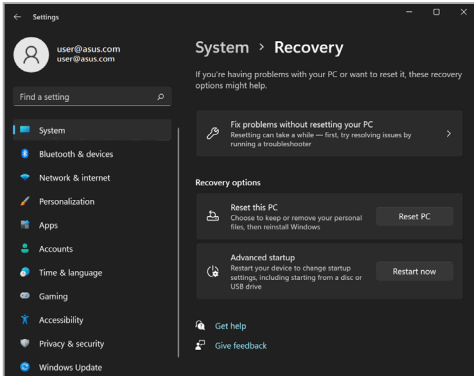 Settings
user@asus.com
user@asus.com
Find a setting
System
Bluetooth & devices
Network & internet
Personalization
Apps
Accounts
Time & language
Gaming
Accessibility
Privacy & security
Windows Update
System > Recovery
If you're having problems with your PC or want to reset it, these recovery
options might help.
Fix problems without resetting your PC
Resetting can take a while — first, try resolving issues by
running a troubleshooter
Recovery options
Reset this PC
Choose to keep or remove your personal
files, then reinstall Windows
Reset PC
Advanced startup
Restart your device to change startup
settings, including starting from a disc or
USB drive
Restart now
Get help
Give feedback